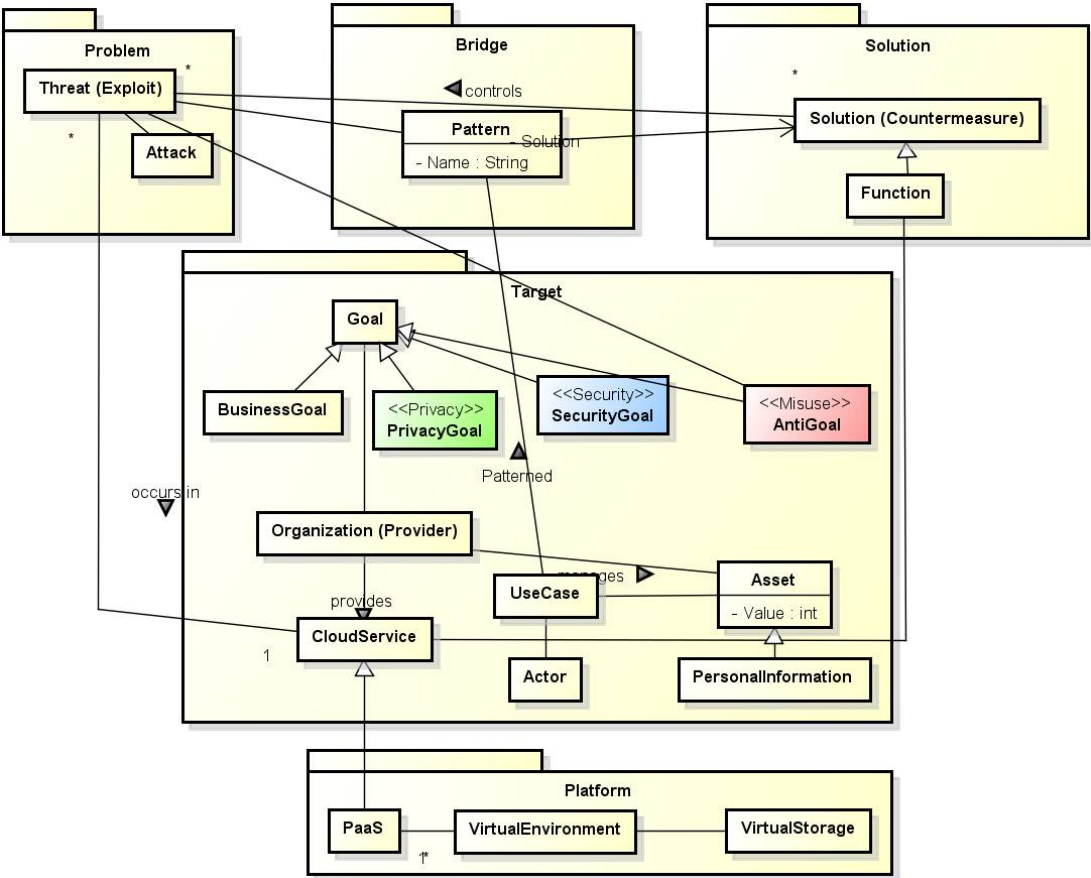 Problem
Threat (Exploit)
*
*
Attack
Bridge
controls
Pattern
- Solution
- Name : String
Solution
*
Solution (Countermeasure)
Function
Target
Goal
BusinessGoal
<<Privacy>>
PrivacyGoal
<<Security>>
SecurityGoal
<<Misuse>>
AntiGoal
Patterned
occurs in
Organization (Provider)
manages
provides
UseCase
Asset
- Value : int
CloudService
1
Actor
PersonalInformation
Platform
PaaS
VirtualEnvironment
VirtualStorage
1
*